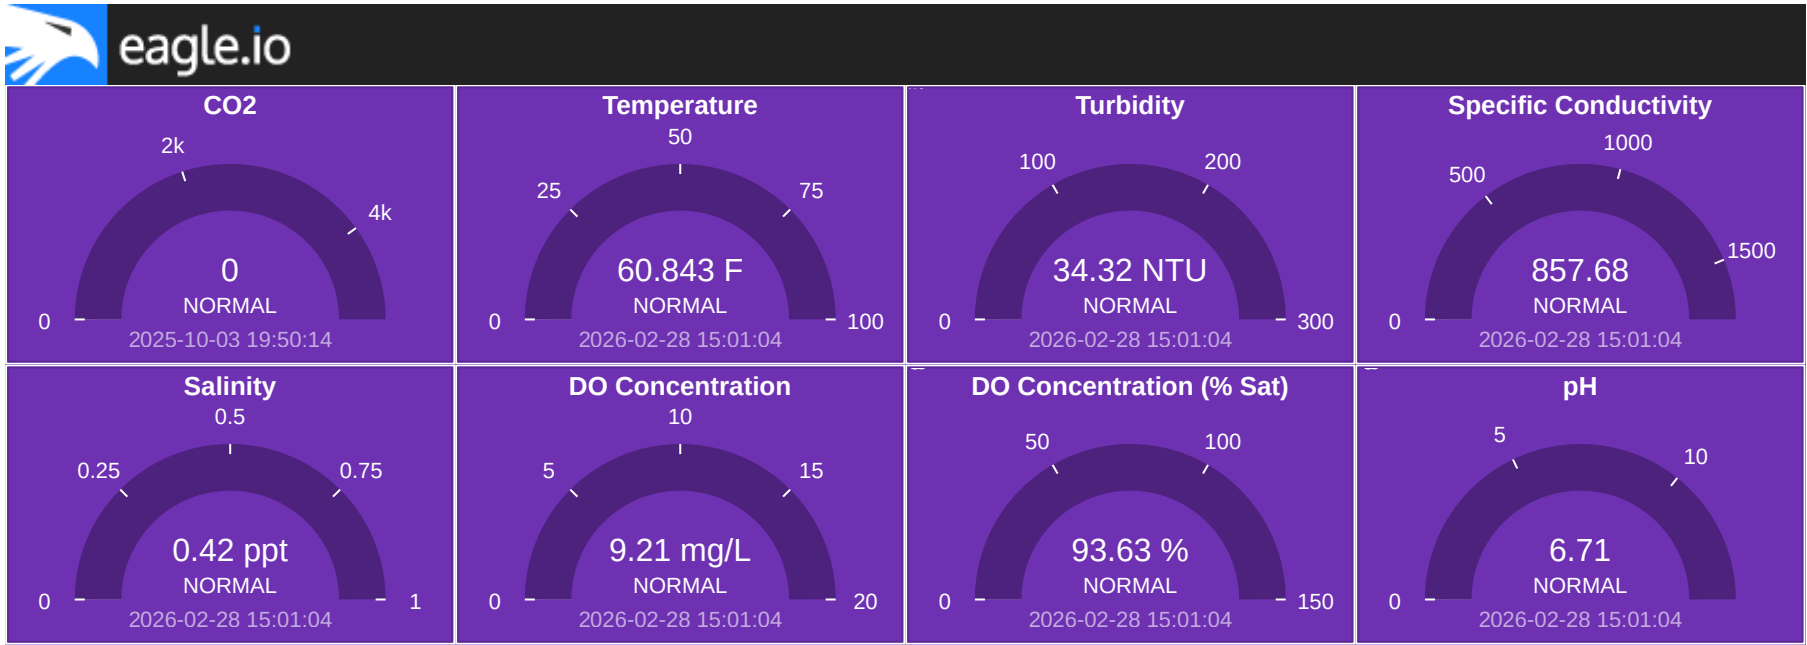 eagle.io
CO2
2k
4k
0
NORMAL
0
2025-10-03 19:50:14
Temperature
50
25
75
60.843 F
NORMAL
0
100
2026-02-28 15:01:04
Turbidity
100
200
34.32 NTU
NORMAL
0
300
2026-02-28 15:01:04
Specific Conductivity
1000
500
1500
857.68
NORMAL
0
2026-02-28 15:01:04
Salinity
0.5
0.25
0.75
0.42 ppt
NORMAL
0
1
2026-02-28 15:01:04
DO Concentration
10
5
15
9.21 mg/L
NORMAL
0
20
2026-02-28 15:01:04
DO Concentration (% Sat)
50
100
93.63 %
NORMAL
0
150
2026-02-28 15:01:04
pH
5
10
6.71
NORMAL
0
2026-02-28 15:01:04